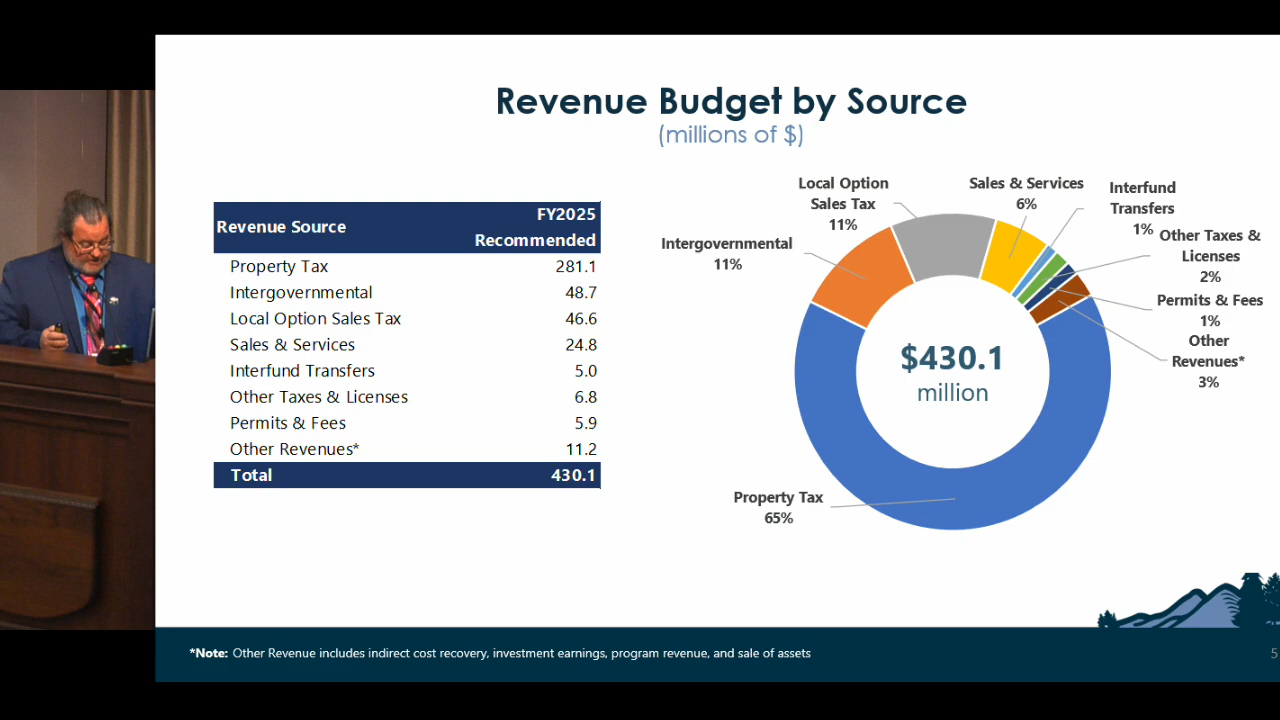 Revenue Budget by Source
(millions of $)
Revenue Source
FY2025
Recommended
Property Tax 281.1
Intergovernmental 48.7
Local Option Sales Tax 46.6
Sales & Services 24.8
Interfund Transfers 5.0
Other Taxes & Licenses 6.8
Permits & Fees 5.9
Other Revenues* 11.2
Total 430.1
Local Option
Sales Tax
11%
Sales & Services
6%
Interfund
Transfers
1%
Other Taxes &
Licenses
2%
Permits & Fees
1%
Other
Revenues*
3%
Intergovernmental
11%
$430.1
million
Property Tax
65%
*Note: Other Revenue includes indirect cost recovery, investment earnings, program revenue, and sale of assets
5